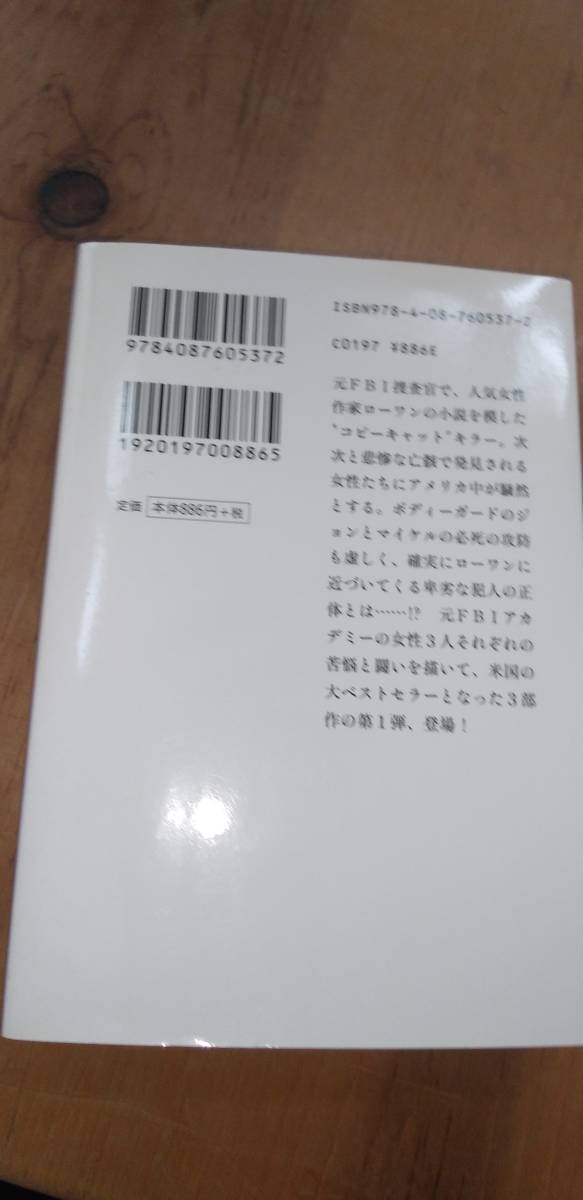 9784087605372
1920197008865
定価 本体886円+税
ISBN978-4-08-760537-2
C0197 ¥886E
元FBI捜査官で、人気女性
作家ローワンの小説を模した
“コピーキャット”キラー。次
次と悲惨な亡骸で発見される
女性たちにアメリカ中が騒然
とする。ボディーガードのジ
ョンとマイケルの必死の攻防
も虚しく、確実にローワンに
近づいてくる卑劣な犯人の正
体とは……!? 元FBIアカ
デミーの女性3人それぞれの
苦悩と闘いを描いて、米国の
大ベストセラーとなった3部
作の第1弾、登場!